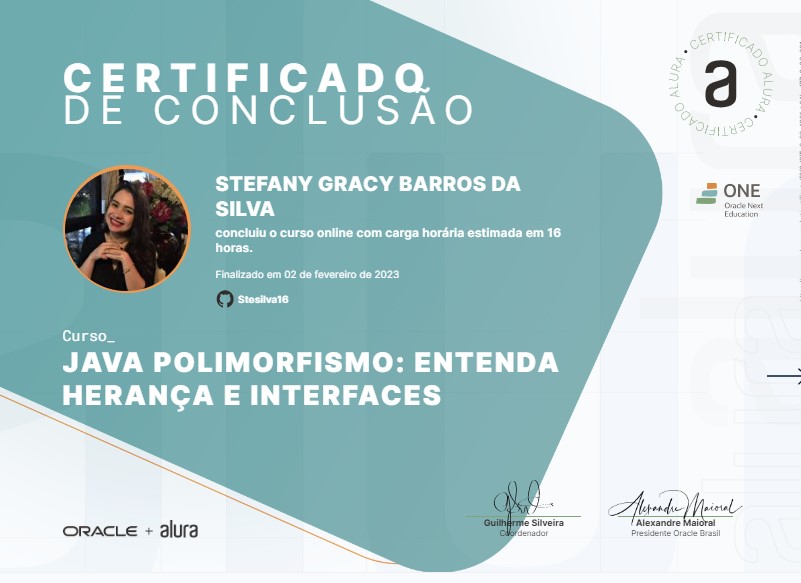 CERTIFICADO
DE CONCLUSÃO
CERTIFICADO ALURA • CERTIFICADO ALURA •
a
ONE
Oracle Next
Education
STEFANY GRACY BARROS DA
SILVA
concluiu o curso online com carga horária estimada em 16
horas.
Finalizado em 02 de fevereiro de 2023
Stesilva16
Curso_
JAVA POLIMORFISMO: ENTENDA
HERANÇA E INTERFACES
ORACLE + alura
Guilherme Silveira
Coordenador
Alexandre Maioral
Alexandre Maioral
Presidente Oracle Brasil